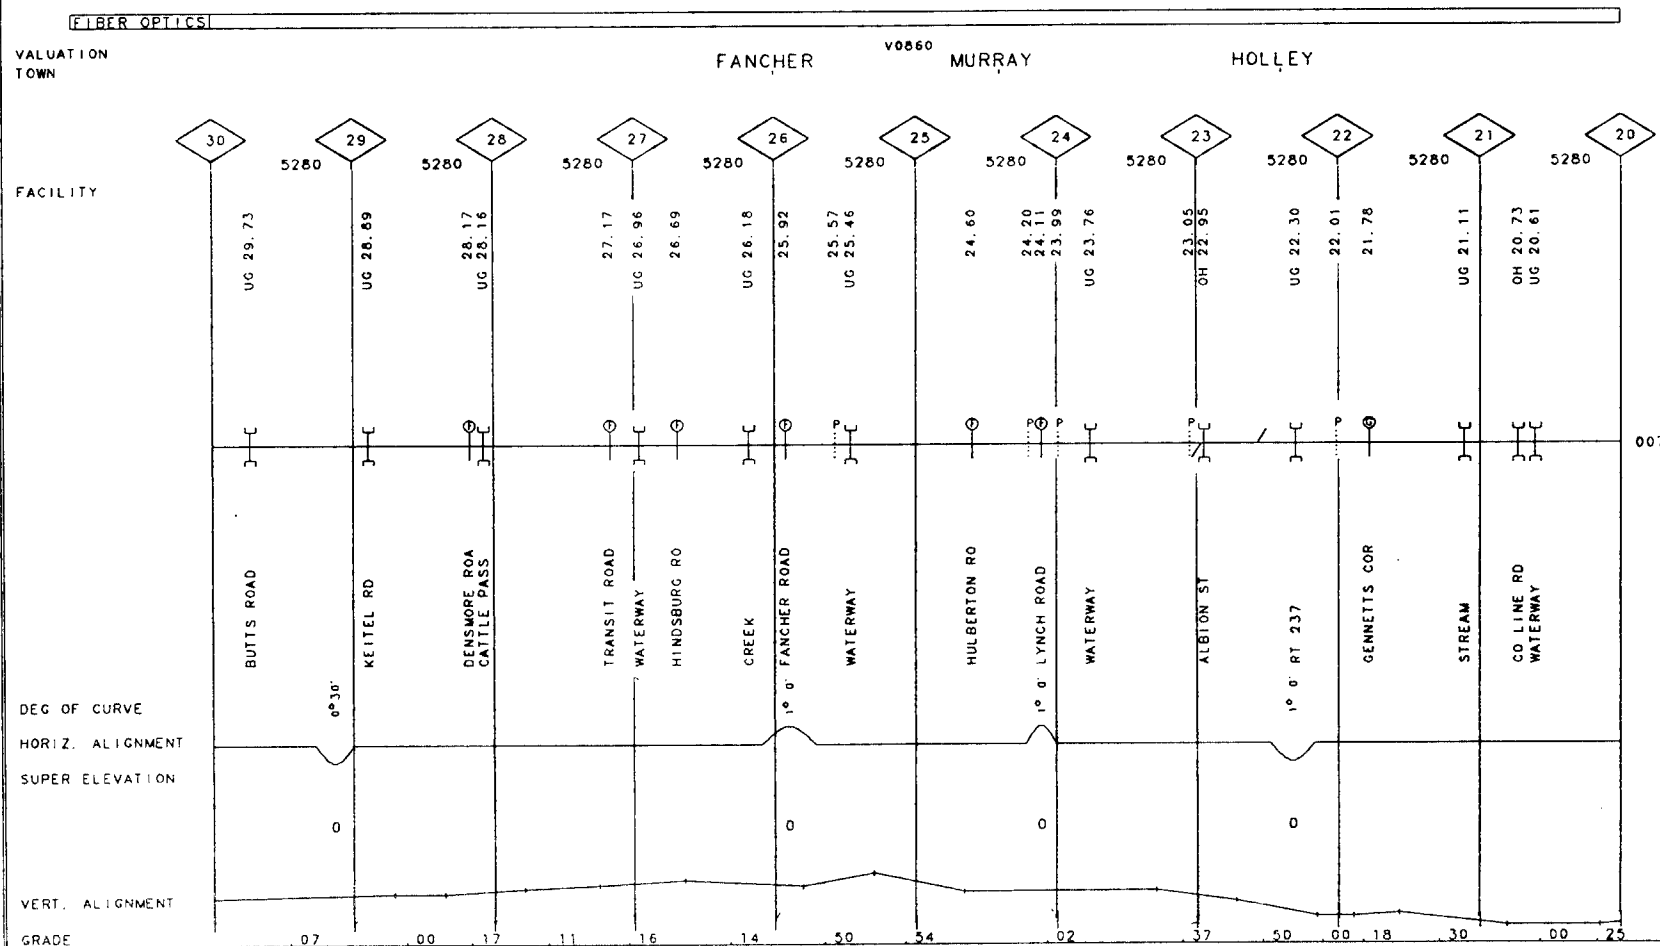 FIBER OPTICS
VALUATION V0860
TOWN FANCHER MURRAY HOLLEY
30 29 28 27 26 25 24 23 22 21 20
5280 5280 5280 5280 5280 5280 5280 5280 5280 5280
FACILITY
UG 29.73
UG 28.89
28.17
UG 28.16
27.17
UG 26.96
26.69
UG 26.18
25.92
25.57
UG 25.46
24.60
24.20
24.11
23.99
UG 23.76
23.05
OH 22.95
UG 22.30
22.01
21.78
UG 21.11
OH 20.73
UG 20.61
F F F F P F P F P P P G
007
BUTTS ROAD
KEITEL RD
DENSMORE ROA
CATTLE PASS
TRANSIT ROAD
WATERWAY
HINDSBURG RO
CREEK
FANCHER ROAD
WATERWAY
HULBERTON RO
LYNCH ROAD
WATERWAY
ALBION ST
RT 237
GENNETTS COR
STREAM
CO LINE RD
WATERWAY
DEG OF CURVE 0°30' 1° 0' 1° 0' 1° 0'
HORIZ. ALIGNMENT
SUPER ELEVATION
0 0 0 0
VERT. ALIGNMENT
GRADE .07 .00 .17 .11 .16 .14 .50 .54 .02 .37 .50 .00 .18 .30 .00 .25